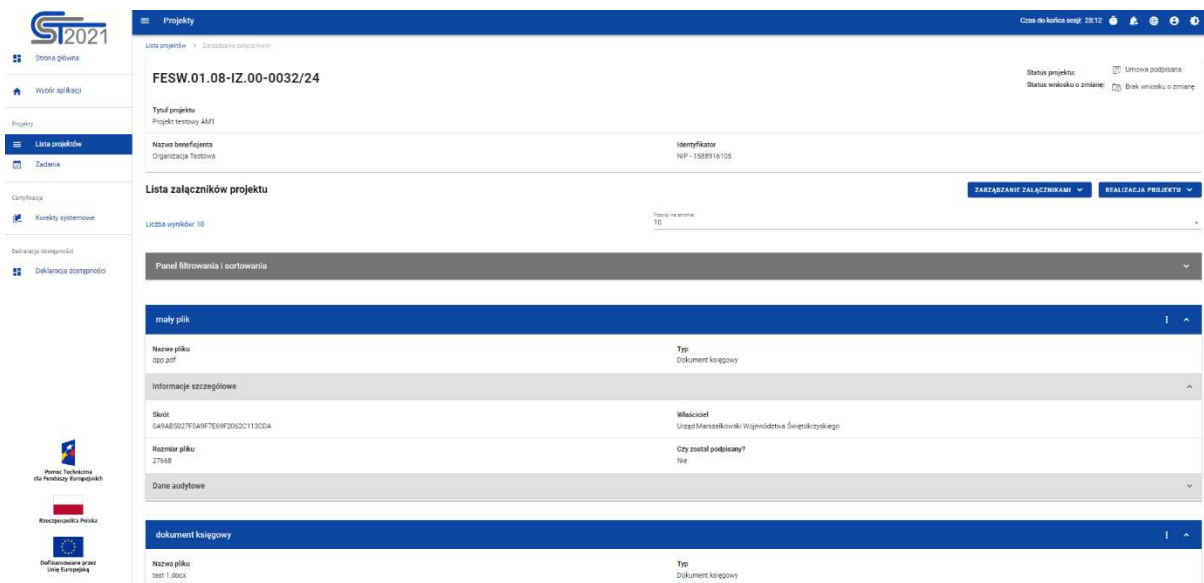 CST2021
Strona główna
Wybór aplikacji
Projekty
Lista projektów
Zadania
Certyfikacja
Korekty systemowe
Deklaracja dostępności
Deklaracja dostępności
Pomoc Techniczna
dla Funduszy Europejskich
Rzeczpospolita Polska
Dofinansowane przez
Unię Europejską
Projekty
Czas do końca sesji: 28:12
Lista projektów > Zarządzanie załącznikami
FESW.01.08-IZ.00-0032/24
Status projektu: Umowa podpisana
Status wniosku o zmianę: Brak wniosku o zmianę
Tytuł projektu
Projekt testowy AM1
Nazwa beneficjenta
Organizacja Testowa
Identyfikator
NIP - 1588916105
Lista załączników projektu
ZARZĄDZANIE ZAŁĄCZNIKAMI
REALIZACJA PROJEKTU
Liczba wyników: 10
Pozycji na stronie
10
Panel filtrowania i sortowania
mały plik
Nazwa pliku
dpp.pdf
Typ
Dokument księgowy
Informacje szczegółowe
Skrót
0A9AB5027F0A9F7E69F2062C113CDA
Właściciel
Urząd Marszałkowski Województwa Świętokrzyskiego
Rozmiar pliku
27668
Czy został podpisany?
Nie
Dane audytowe
dokument księgowy
Nazwa pliku
test 1.docx
Typ
Dokument księgowy